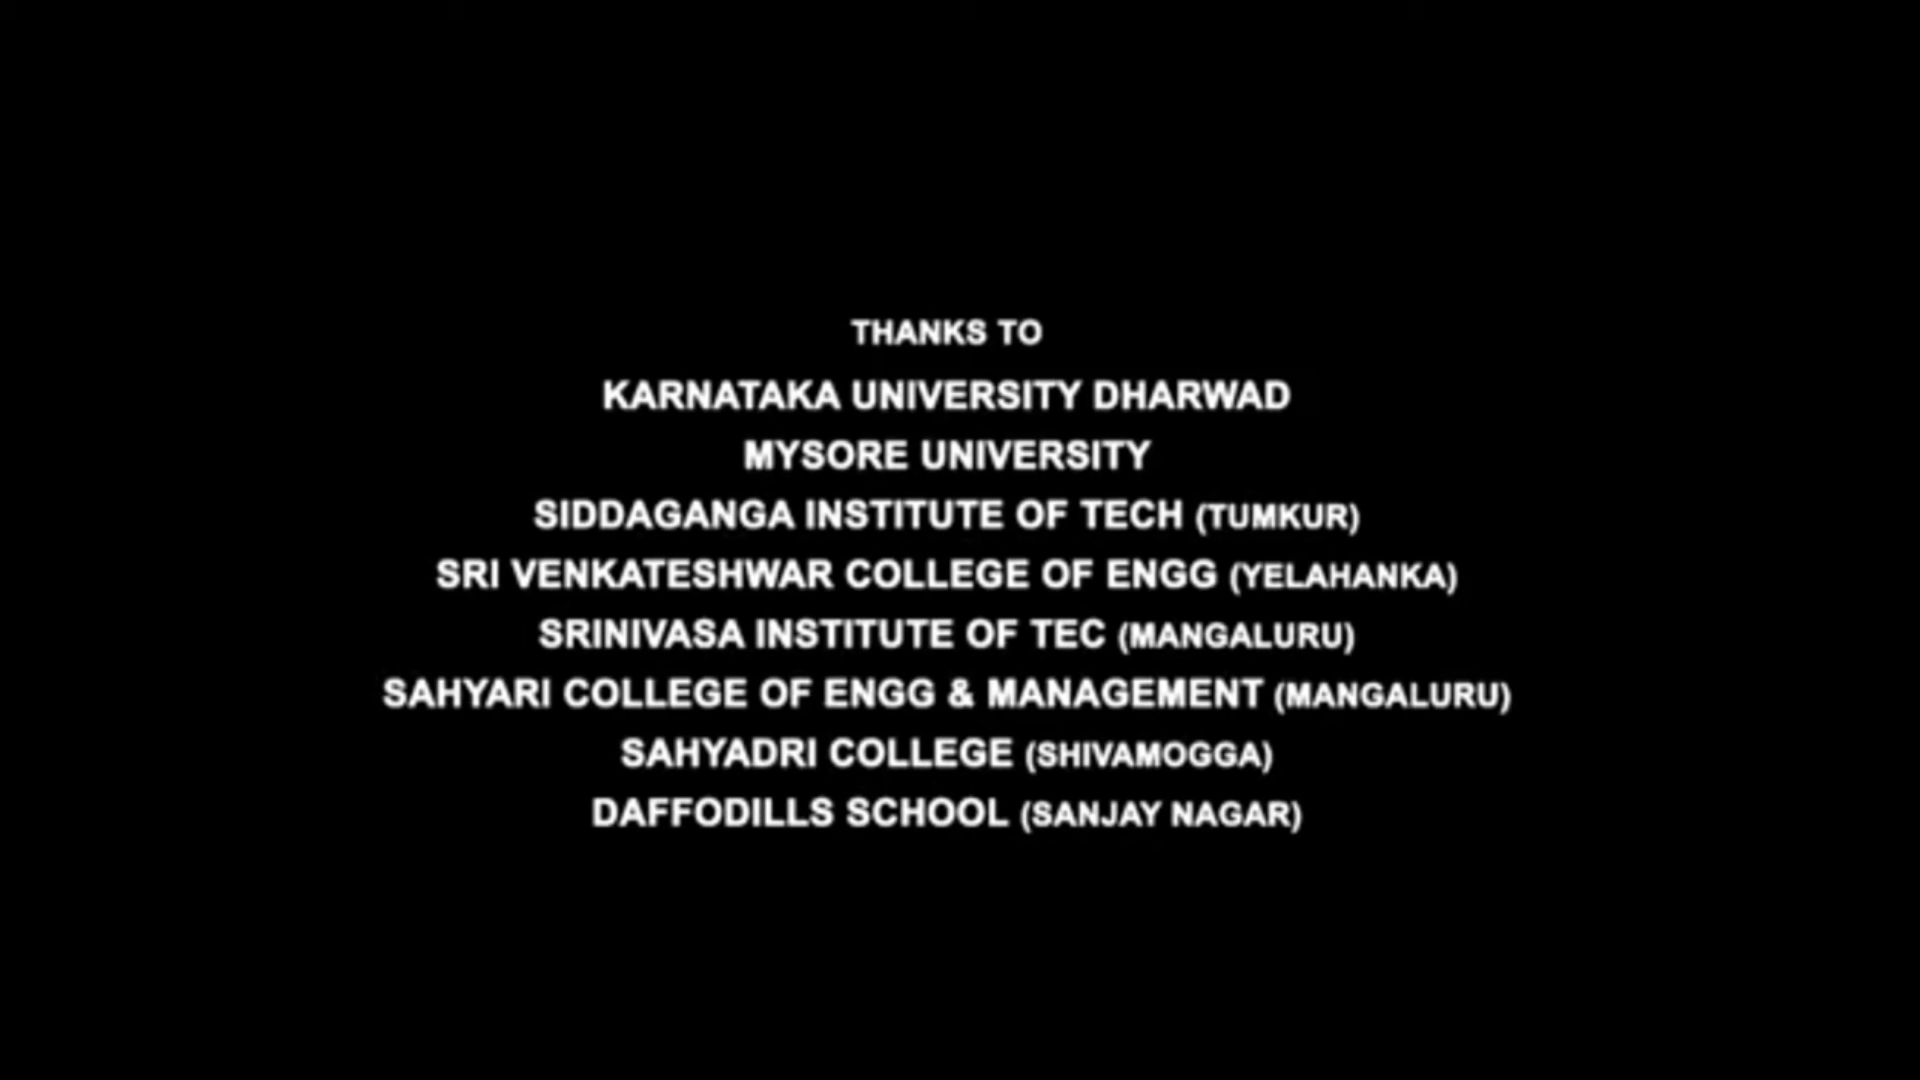 THANKS TO
KARNATAKA UNIVERSITY DHARWAD
MYSORE UNIVERSITY
SIDDAGANGA INSTITUTE OF TECH (TUMKUR)
SRI VENKATESHWAR COLLEGE OF ENGG (YELAHANKA)
SRINIVASA INSTITUTE OF TEC (MANGALURU)
SAHYARI COLLEGE OF ENGG & MANAGEMENT (MANGALURU)
SAHYADRI COLLEGE (SHIVAMOGGA)
DAFFODILLS SCHOOL (SANJAY NAGAR)